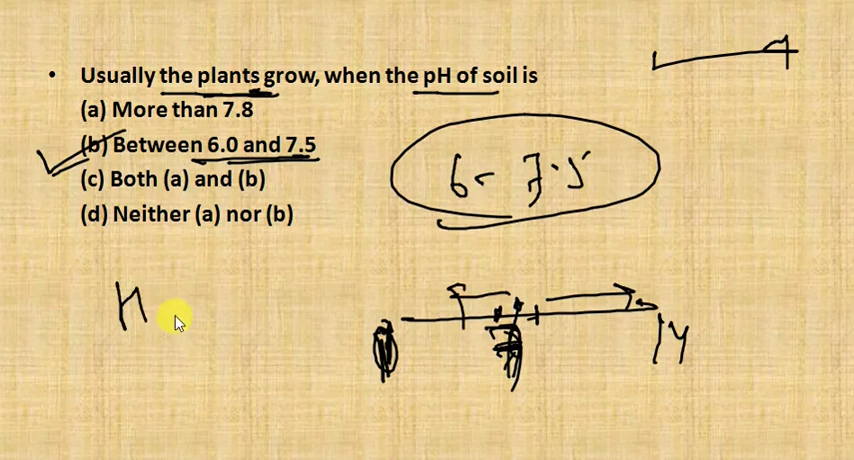 • Usually the plants grow, when the pH of soil is
(a) More than 7.8
(b) Between 6.0 and 7.5
(c) Both (a) and (b)
(d) Neither (a) nor (b)
6- 7.5
0 7 14